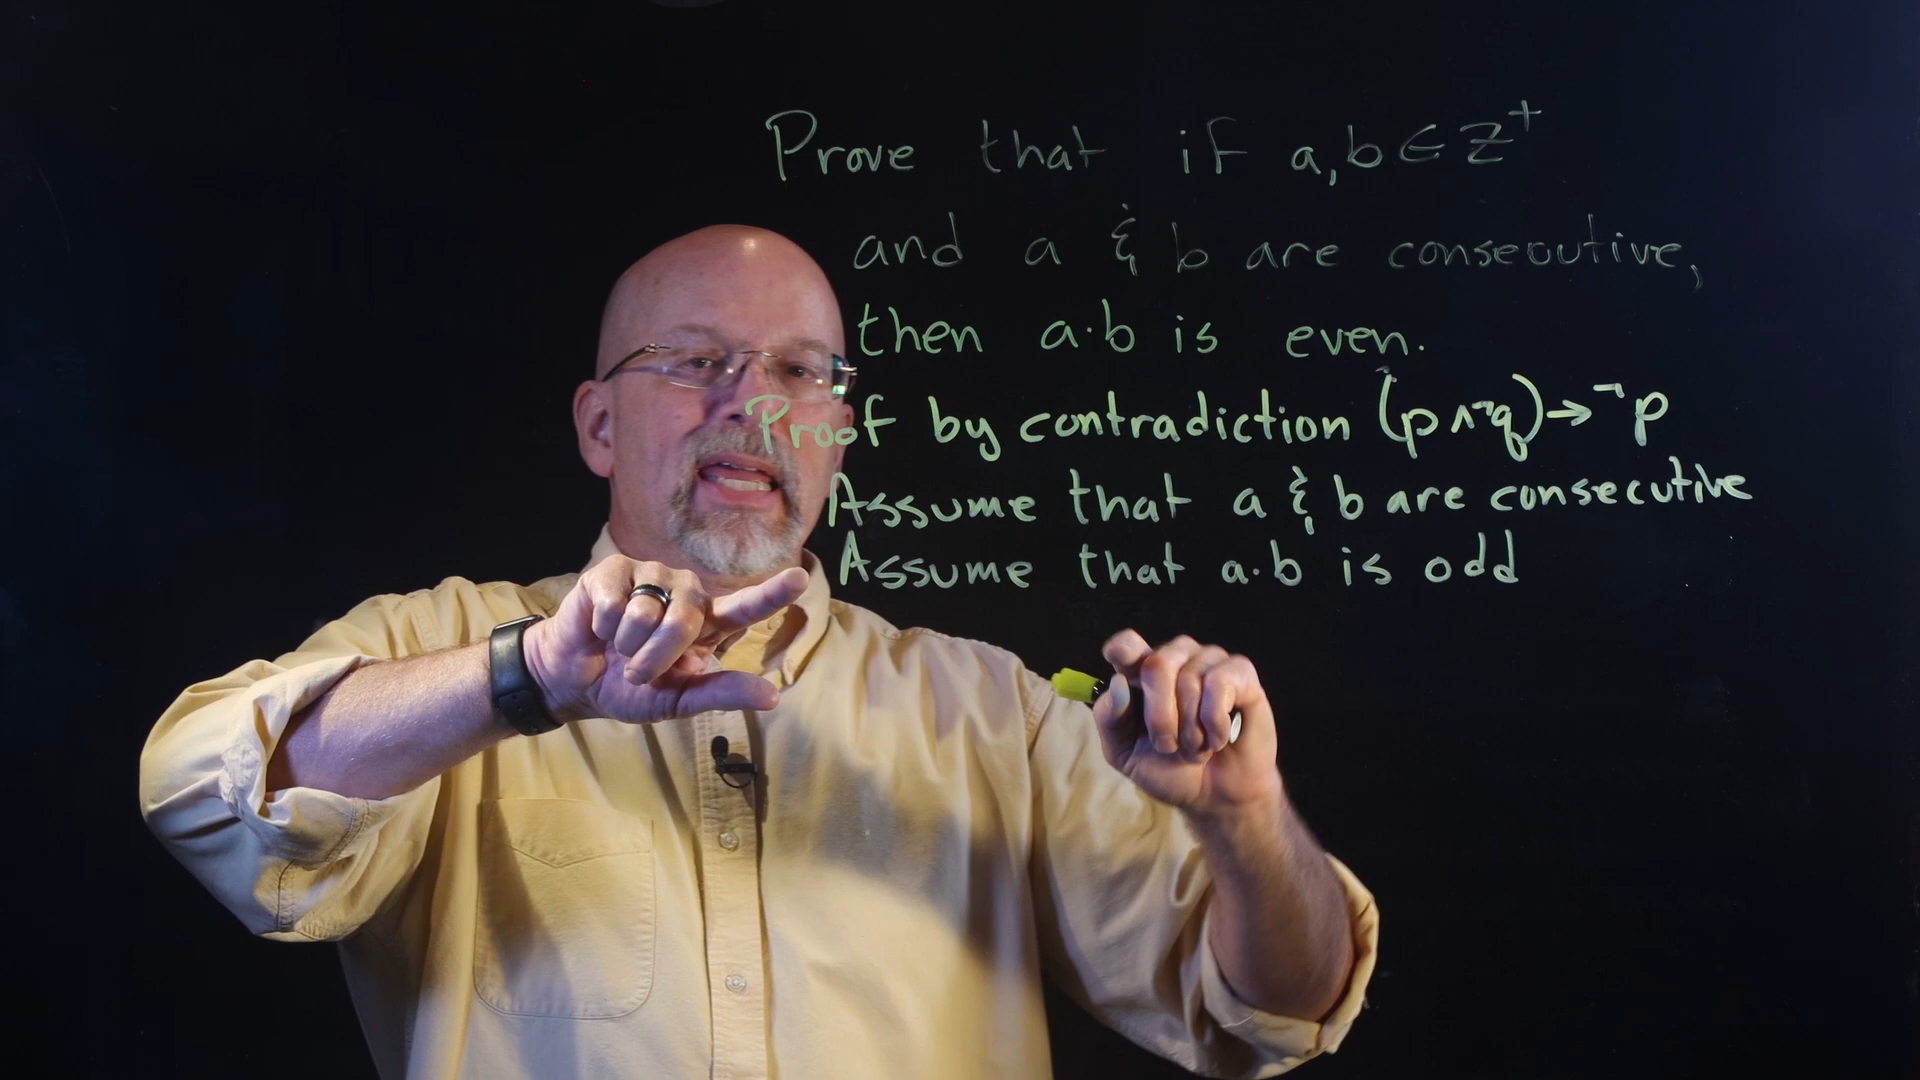 Prove that if a,b ∈ Z⁺
and a & b are consecutive,
then a·b is even.
Proof by contradiction (p ∧ ¬q) → ¬p
Assume that a & b are consecutive
Assume that a·b is odd